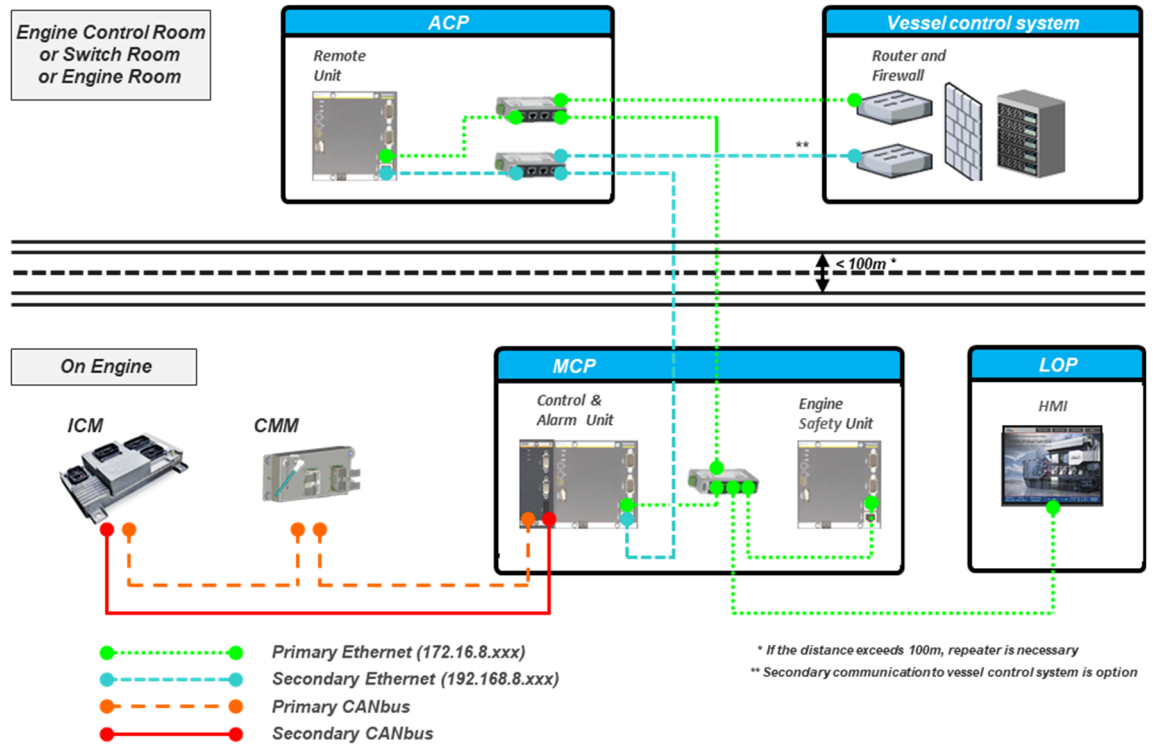 Engine Control Room
or Switch Room
or Engine Room
ACP
Remote
Unit
Vessel control system
Router and
Firewall
**
< 100m *
On Engine
ICM
CMM
MCP
Control &
Alarm Unit
Engine
Safety Unit
LOP
HMI
Primary Ethernet (172.16.8.xxx)
Secondary Ethernet (192.168.8.xxx)
Primary CANbus
Secondary CANbus
* If the distance exceeds 100m, repeater is necessary
** Secondary communication to vessel control system is option